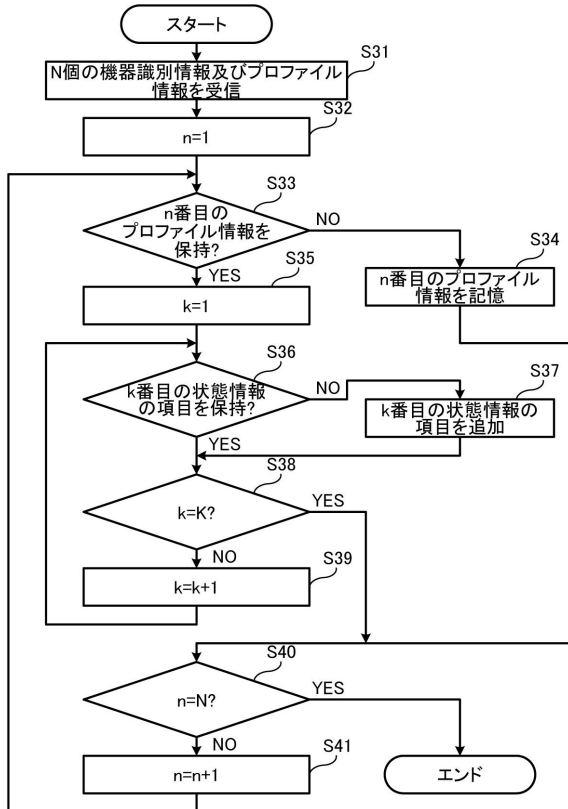 スタート
S31
N個の機器識別情報及びプロファイル
情報を受信
S32
n=1
S33
n番目の
プロファイル情報を
保持?
NO
YES
S34
n番目のプロファイル
情報を記憶
S35
k=1
S36
k番目の状態情報
の項目を保持?
NO
YES
S37
k番目の状態情報の
項目を追加
S38
k=K?
YES
NO
S39
k=k+1
S40
n=N?
YES
NO
S41
n=n+1
エンド